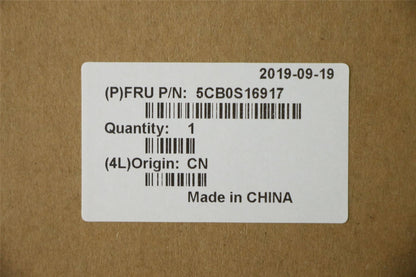 2019-09-19
(P)FRU P/N: 5CB0S16917
Quantity: 1
(4L)Origin: CN
Made in CHINA